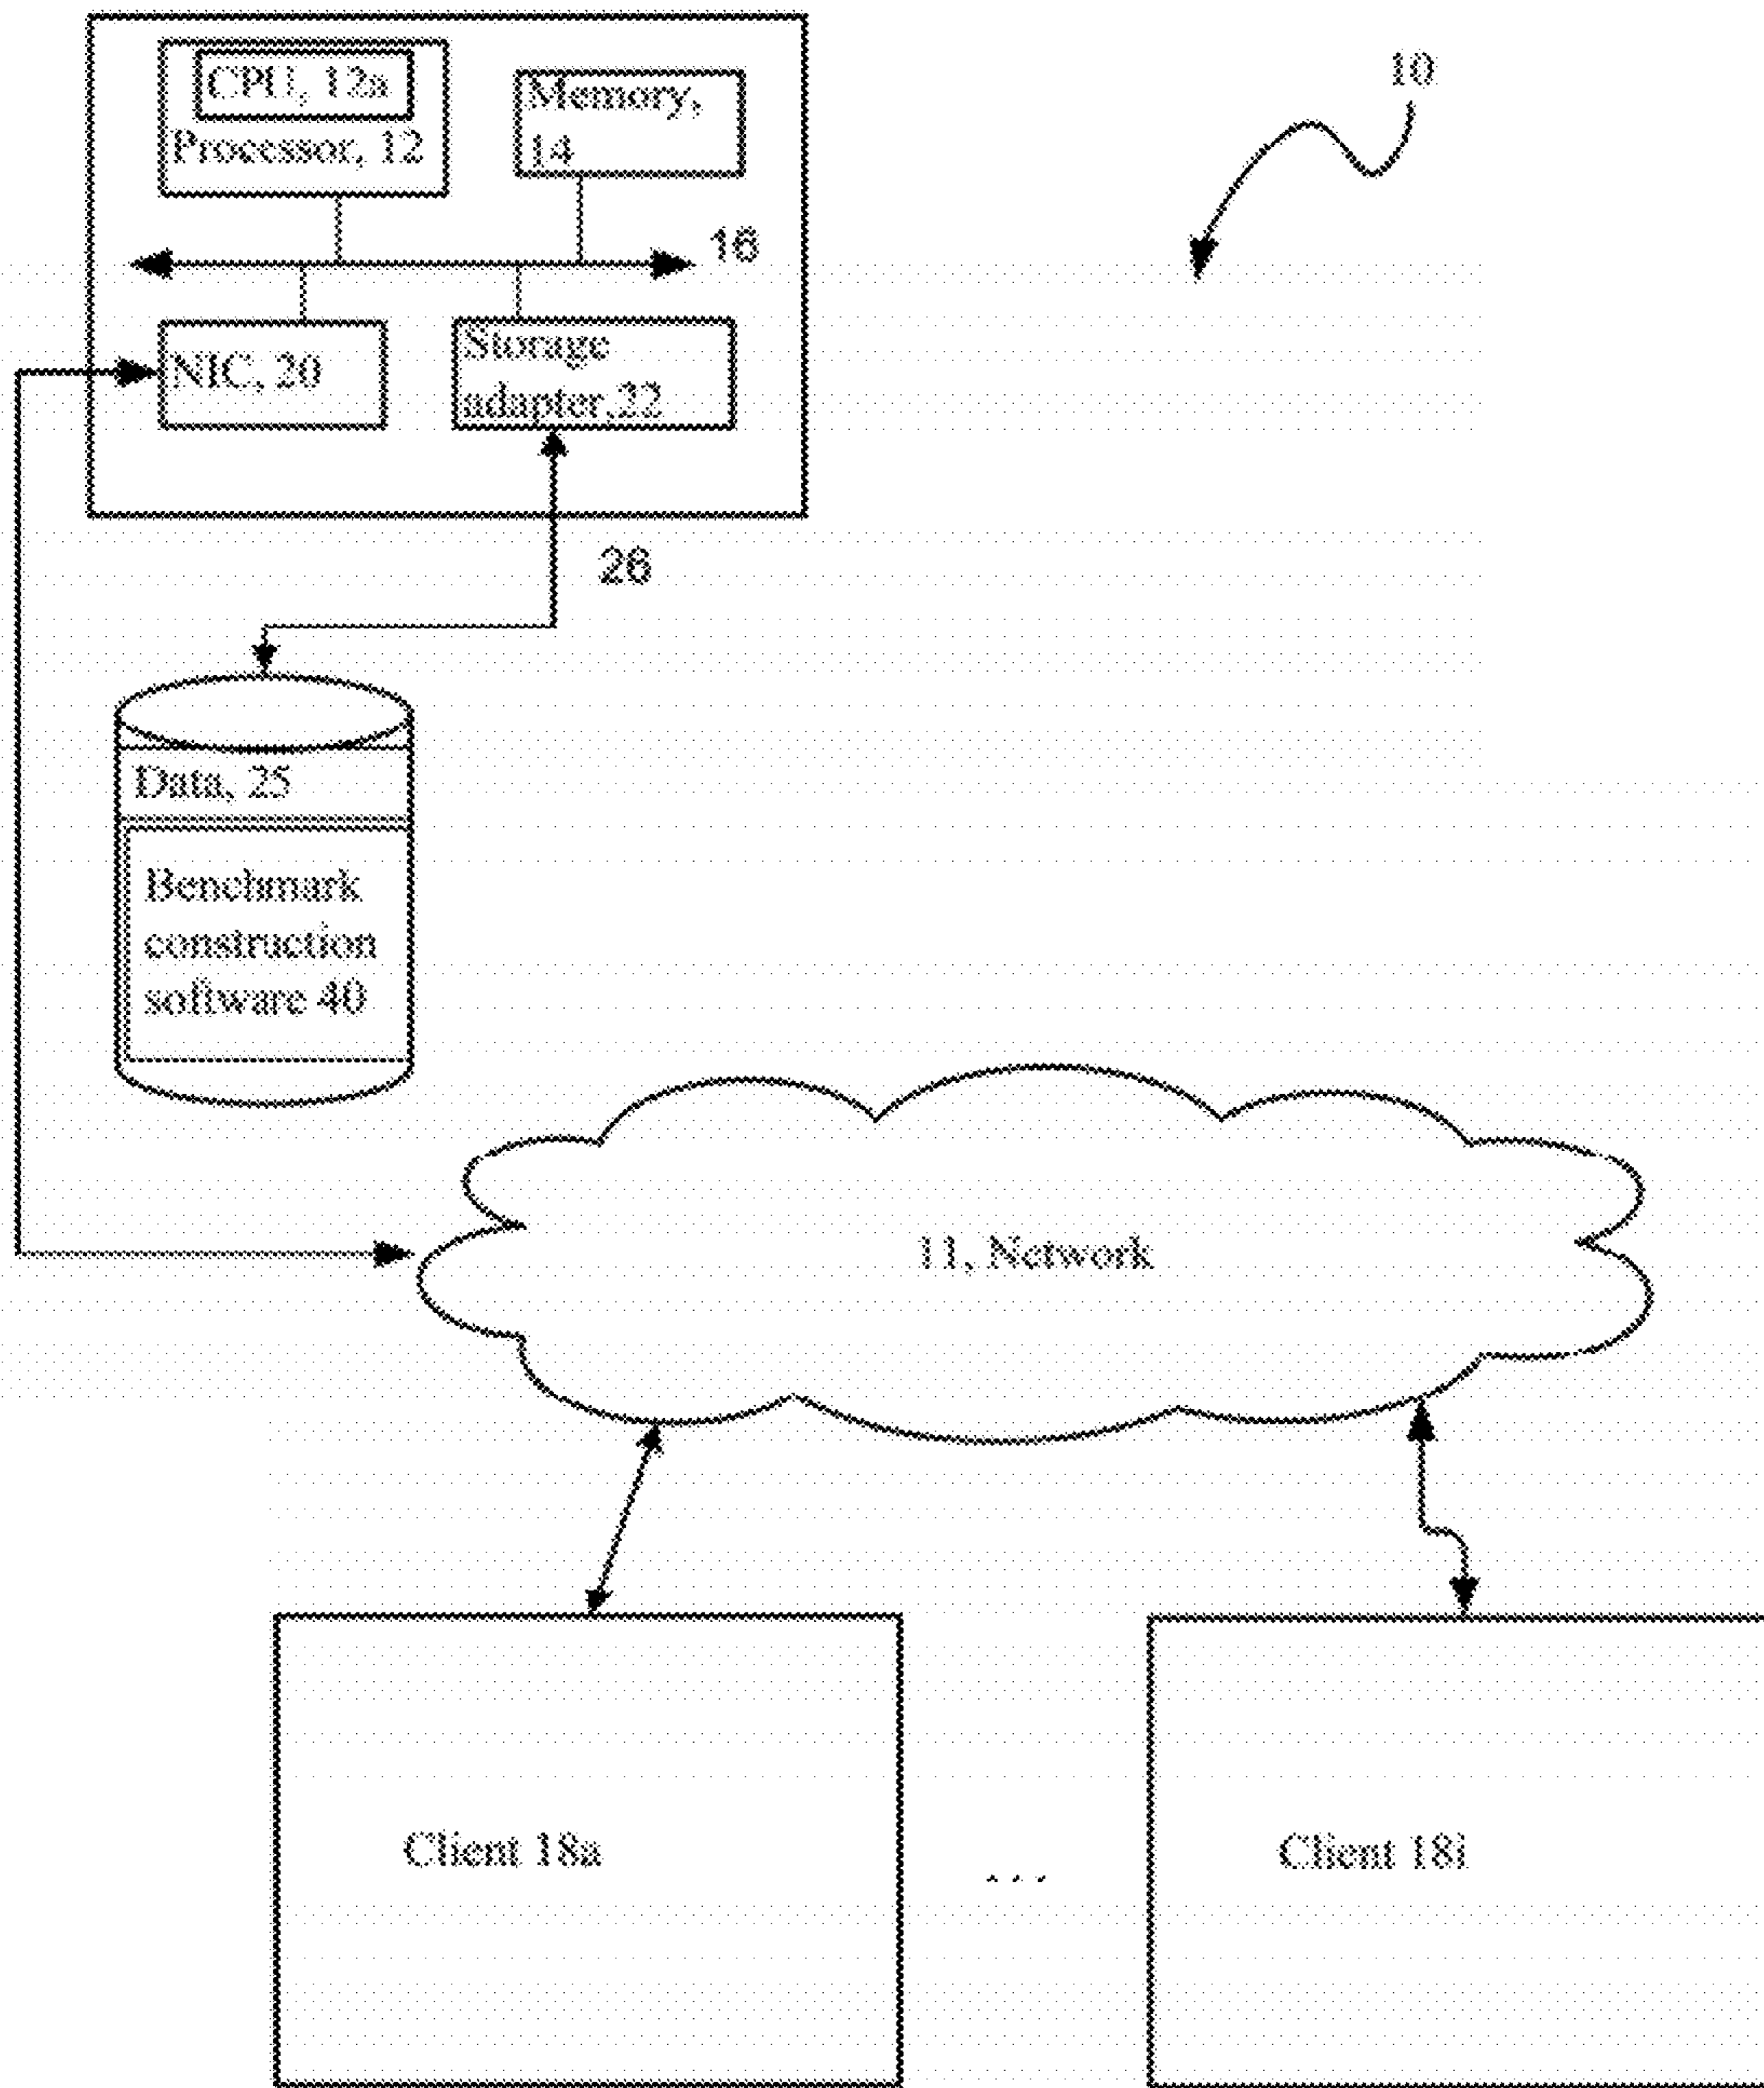 CPU, 12a
Processor, 12
Memory,
14
10
16
NIC, 20
Storage
adapter,22
26
Data, 25
Benchmark
construction
software 40
11, Network
Client 18a
. . .
Client 18i